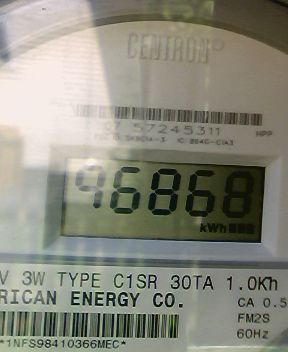 CENTRON®
57245311 HPP
96868
kWh
V 3W TYPE C1SR 30TA 1.0Kh
RICAN ENERGY CO. CA 0.5
FM2S
*1NFS98410366MEC* 60Hz